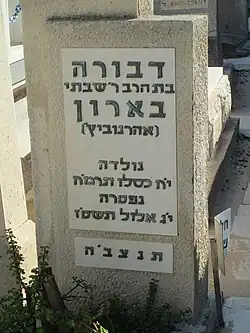 דבורה
בת הרב ר' שבתי
בארון
(אהרנוביץ)
נולדה
י"ח כסלו תרמ"ח
נפטרה
י"ג אלול תשט"ז
תנצב"ה